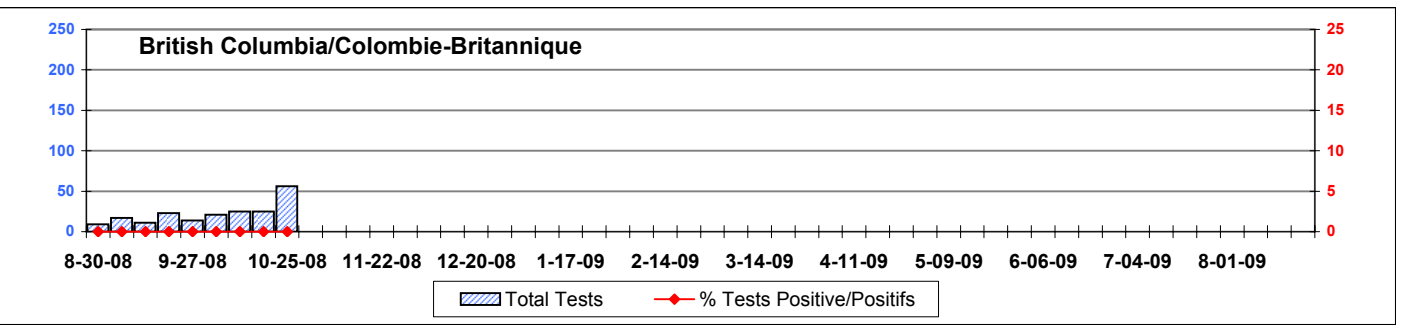 British Columbia/Colombie-Britannique
250 25
200 20
150 15
100 10
50 5
0 0
8-30-08 9-27-08 10-25-08 11-22-08 12-20-08 1-17-09 2-14-09 3-14-09 4-11-09 5-09-09 6-06-09 7-04-09 8-01-09
Total Tests % Tests Positive/Positifs